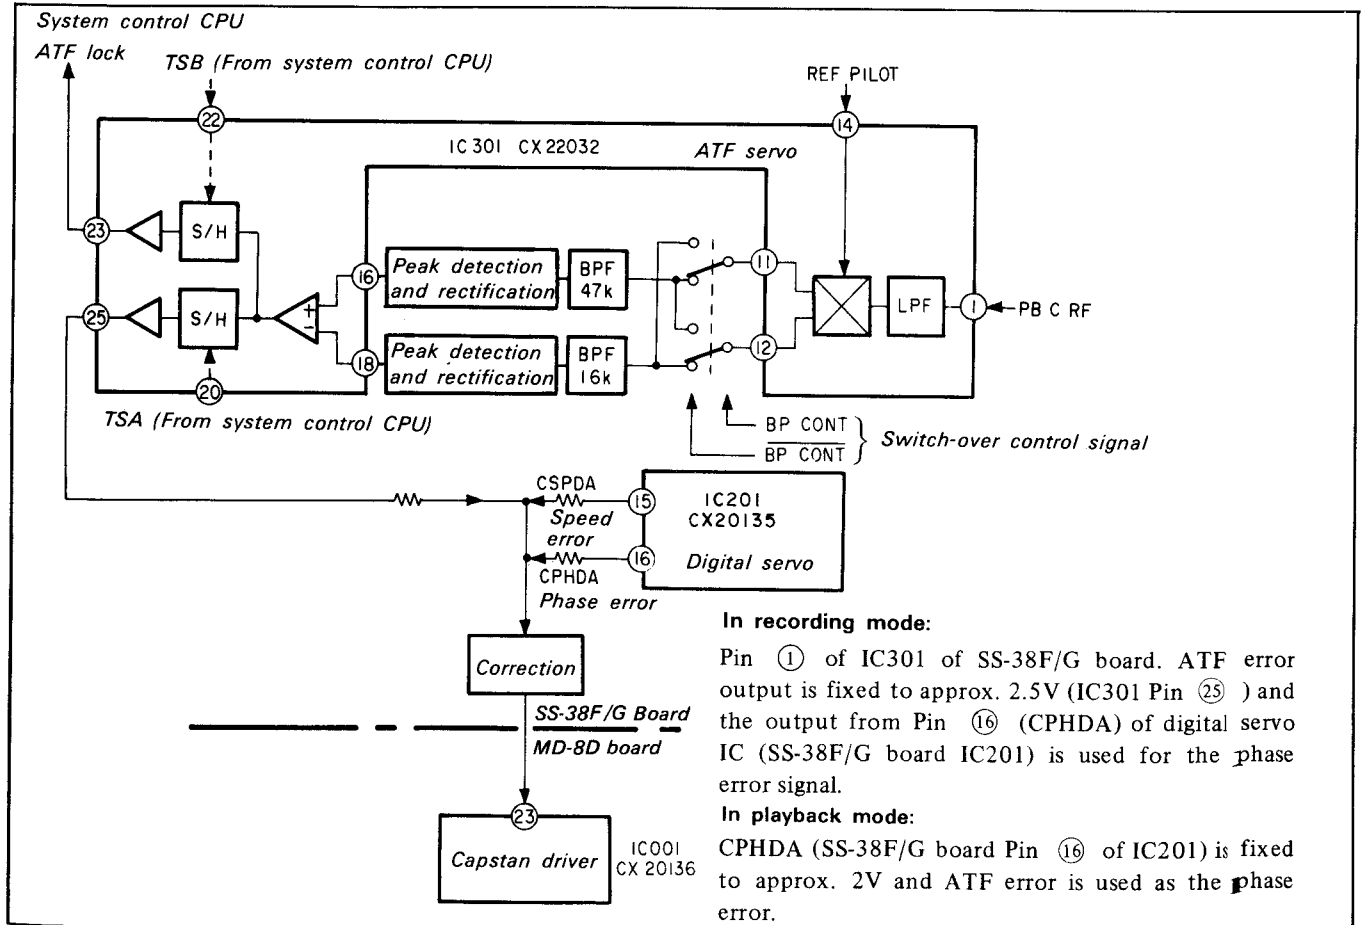 System control CPU
ATF lock
TSB (From system control CPU)
REF PILOT
22
14
IC301 CX22032
ATF servo
23
S/H
16
Peak detection
and rectification
BPF
47k
11
LPF
1
PB C RF
25
S/H
+
−
18
Peak detection
and rectification
BPF
16k
12
20
TSA (From system control CPU)
BP CONT
B̅P̅ ̅C̅O̅N̅T̅
Switch-over control signal
CSPDA
Speed
error
15
IC201
CX20135
16
Digital servo
CPHDA
Phase error
Correction
SS-38F/G Board
MD-8D board
23
Capstan driver
IC001
CX 20136
In recording mode:
Pin ① of IC301 of SS-38F/G board. ATF error
output is fixed to approx. 2.5V (IC301 Pin ㉕ ) and
the output from Pin ⑯ (CPHDA) of digital servo
IC (SS-38F/G board IC201) is used for the phase
error signal.
In playback mode:
CPHDA (SS-38F/G board Pin ⑯ of IC201) is fixed
to approx. 2V and ATF error is used as the phase
error.